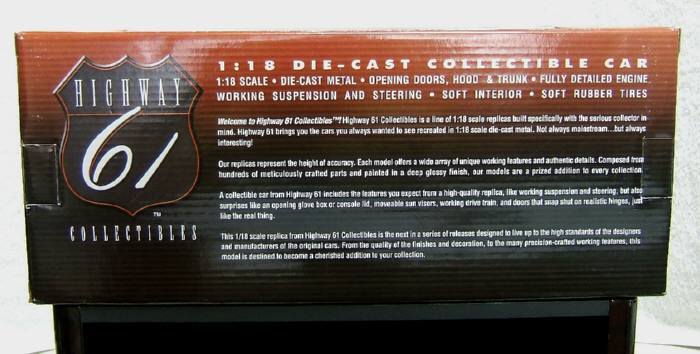 HIGHWAY
61
™
COLLECTIBLES
1:18 DIE-CAST COLLECTIBLE CAR
1:18 SCALE • DIE-CAST METAL • OPENING DOORS, HOOD & TRUNK • FULLY DETAILED ENGINE
WORKING SUSPENSION AND STEERING • SOFT INTERIOR • SOFT RUBBER TIRES
Welcome to Highway 61 Collectibles™! Highway 61 Collectibles is a line of 1:18 scale replicas built specifically with the serious collector in
mind. Highway 61 brings you the cars you always wanted to see recreated in 1:18 scale die-cast metal. Not always mainstream...but always
interesting!
Our replicas represent the height of accuracy. Each model offers a wide array of unique working features and authentic details. Composed from
hundreds of meticulously crafted parts and painted in a deep glossy finish, our models are a prized addition to every collection.
A collectible car from Highway 61 includes the features you expect from a high-quality replica, like working suspension and steering, but also
surprises like an opening glove box or console lid, moveable sun visors, working drive train, and doors that snap shut on realistic hinges, just
like the real thing.
This 1/18 scale replica from Highway 61 Collectibles is the next in a series of releases designed to live up to the high standards of the designers
and manufacturers of the original cars. From the quality of the finishes and decoration, to the many precision-crafted working features, this
model is destined to become a cherished addition to your collection.